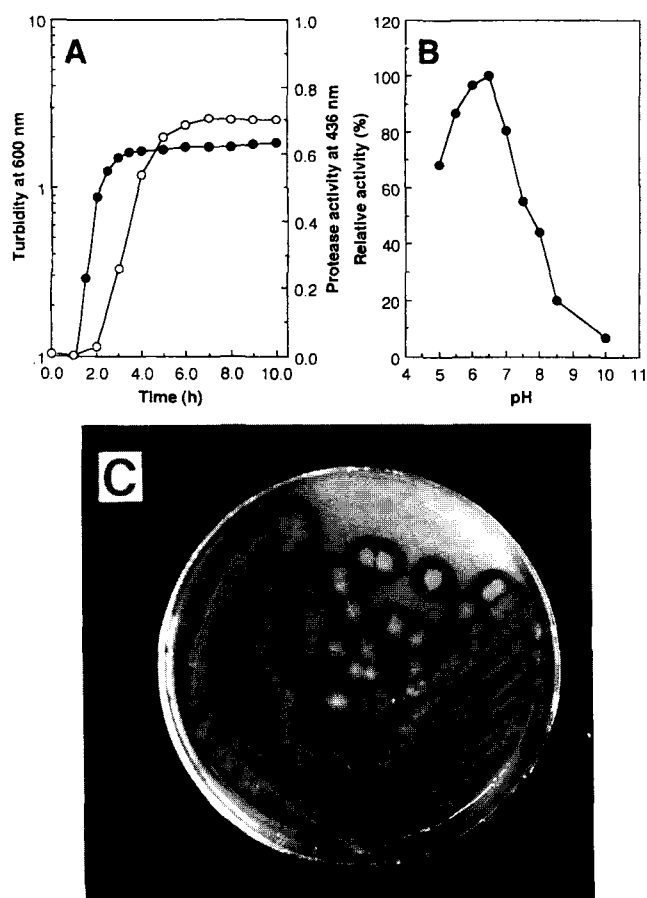 A
10
1
.1
Turbidity at 600 nm
0.0 2.0 4.0 6.0 8.0 10.0
Time (h)
1.0
0.8
0.6
0.4
0.2
0.0
Protease activity at 436 nm
B
120
100
80
60
40
20
0
Relative activity (%)
4 5 6 7 8 9 10 11
pH
C